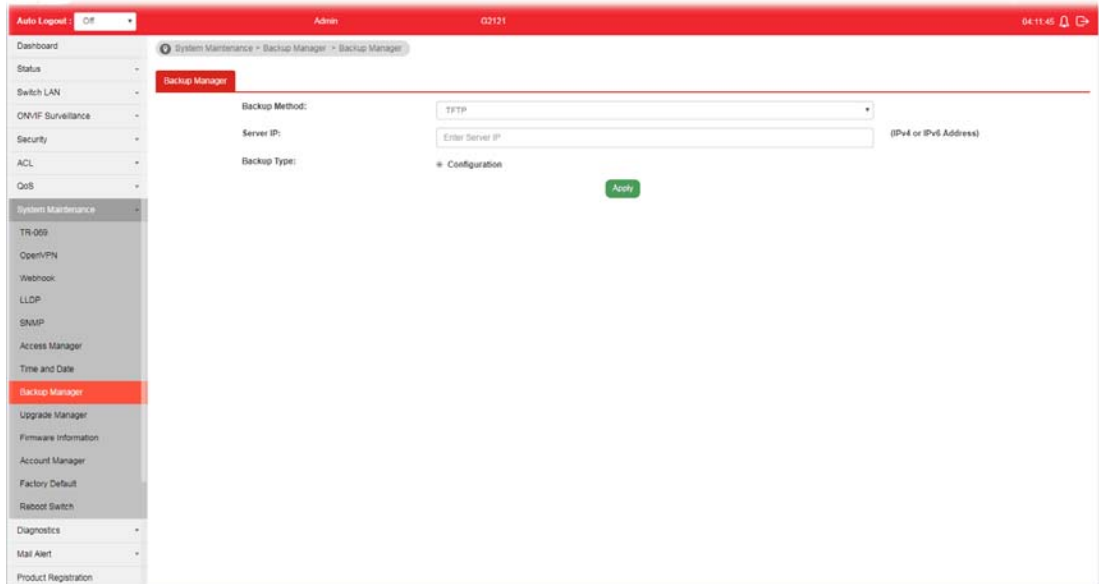 Auto Logout : Off Admin G2121 04:11:45
Dashboard
System Maintenance Backup Manager Backup Manager
Status
Backup Manager
Switch LAN
Backup Method: TFTP
ONVIF Surveillance
Server IP: Enter Server IP (IPv4 or IPv6 Address)
Security
Backup Type: Configuration
ACL
Apply
QoS
System Maintenance
TR-069
OpenVPN
Webhook
LLDP
SNMP
Access Manager
Time and Date
Backup Manager
Upgrade Manager
Firmware Information
Account Manager
Factory Default
Reboot Switch
Diagnostics
Mail Alert
Product Registration